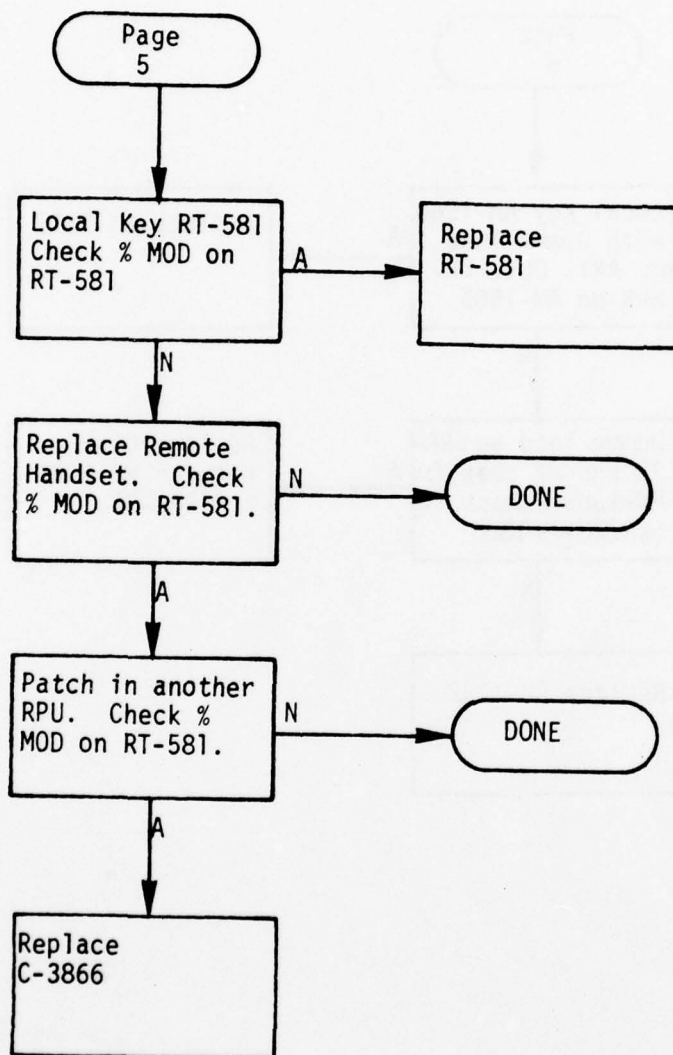 Page
5
Local Key RT-581
Check % MOD on
RT-581
A
Replace
RT-581
N
Replace Remote
Handset. Check
% MOD on RT-581.
N
DONE
A
Patch in another
RPU. Check %
MOD on RT-581.
N
DONE
A
Replace
C-3866